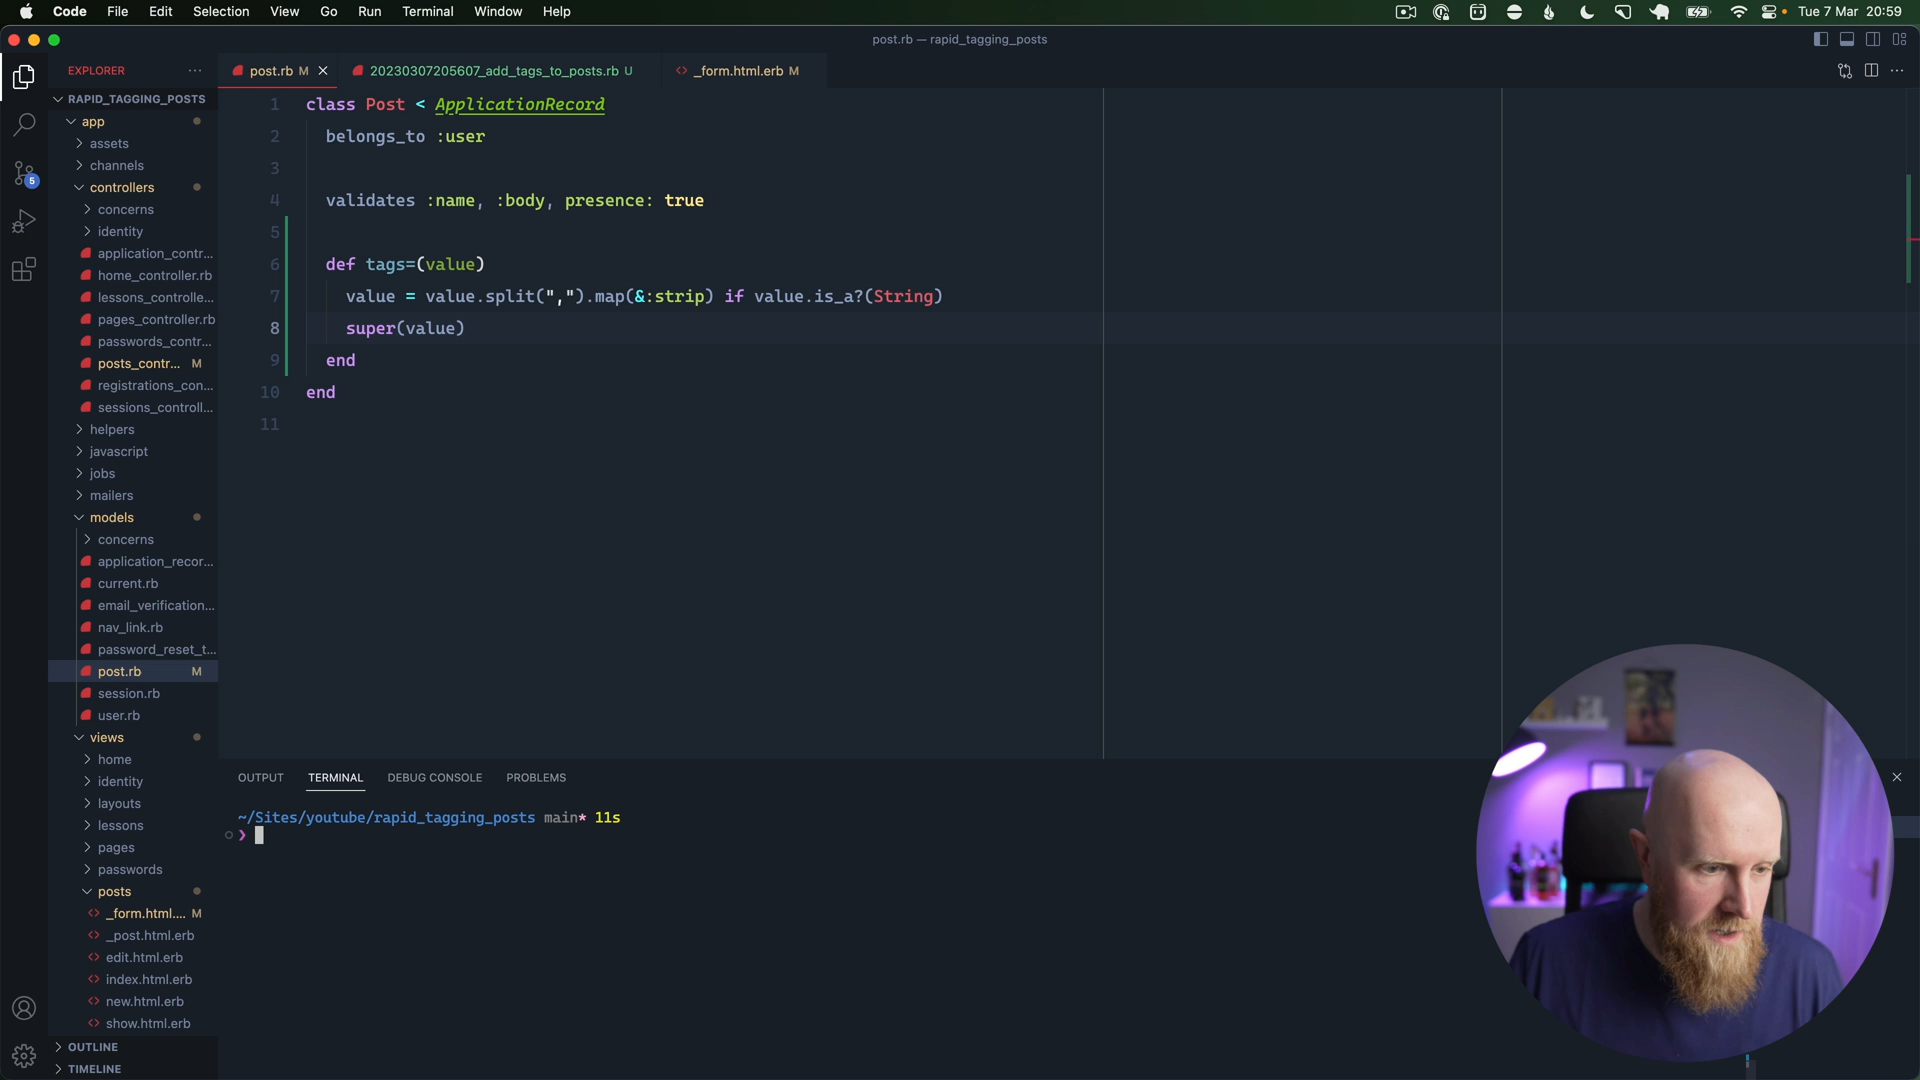 Code File Edit Selection View Go Run Terminal Window Help
Tue 7 Mar 20:59
post.rb — rapid_tagging_posts
EXPLORER
post.rb M
20230307205607_add_tags_to_posts.rb U
_form.html.erb M
RAPID_TAGGING_POSTS
app
assets
channels
controllers
concerns
identity
application_contr...
home_controller.rb
lessons_controlle...
pages_controller.rb
passwords_contr...
posts_contr... M
registrations_con...
sessions_controll...
helpers
javascript
jobs
mailers
models
concerns
application_recor...
current.rb
email_verification...
nav_link.rb
password_reset_t...
post.rb M
session.rb
user.rb
views
home
identity
layouts
lessons
pages
passwords
posts
_form.html.... M
_post.html.erb
edit.html.erb
index.html.erb
new.html.erb
show.html.erb
OUTLINE
TIMELINE
5
1 class Post < ApplicationRecord
2 belongs_to :user
3
4 validates :name, :body, presence: true
5
6 def tags=(value)
7 value = value.split(",").map(&:strip) if value.is_a?(String)
8 super(value)
9 end
10 end
11
OUTPUT TERMINAL DEBUG CONSOLE PROBLEMS
~/Sites/youtube/rapid_tagging_posts main* 11s
❯